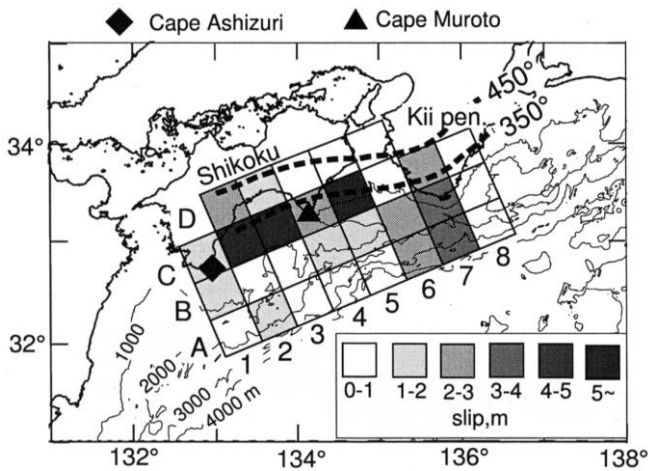 Cape Ashizuri Cape Muroto
450°
350°
Kii pen.
Shikoku
34°
32°
D
C
B
A
1 2 3 4 5 6 7 8
1000
2000
3000
4000 m
0-1 1-2 2-3 3-4 4-5 5~
slip,m
132° 134° 136° 138°